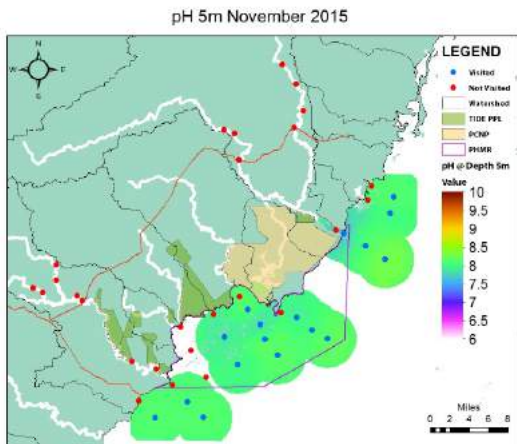 pH 5m November 2015
N
W
E
S
LEGEND
Visited
Not Visited
Watershed
TIDE PPL
PCNP
PHMR
pH @ Depth 5m
Value
10
9.5
9
8.5
8
7.5
7
6.5
6
Miles
0 2 4 8